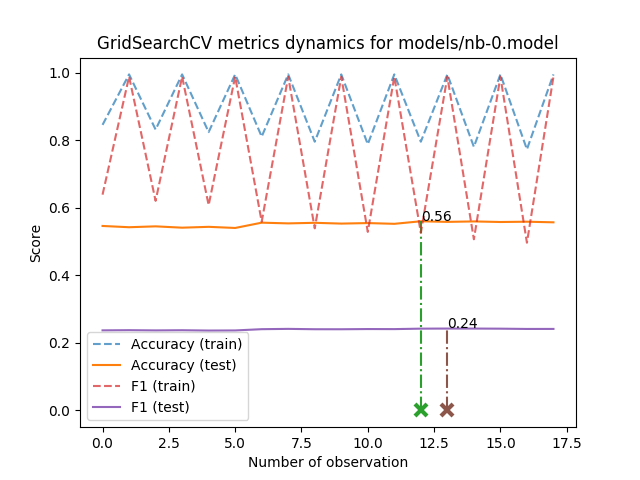 GridSearchCV metrics dynamics for models/nb-0.model
1.0
0.8
0.6
0.4
0.2
0.0
Score
0.56
0.24
Accuracy (train)
Accuracy (test)
F1 (train)
F1 (test)
0.0 2.5 5.0 7.5 10.0 12.5 15.0 17.5
Number of observation